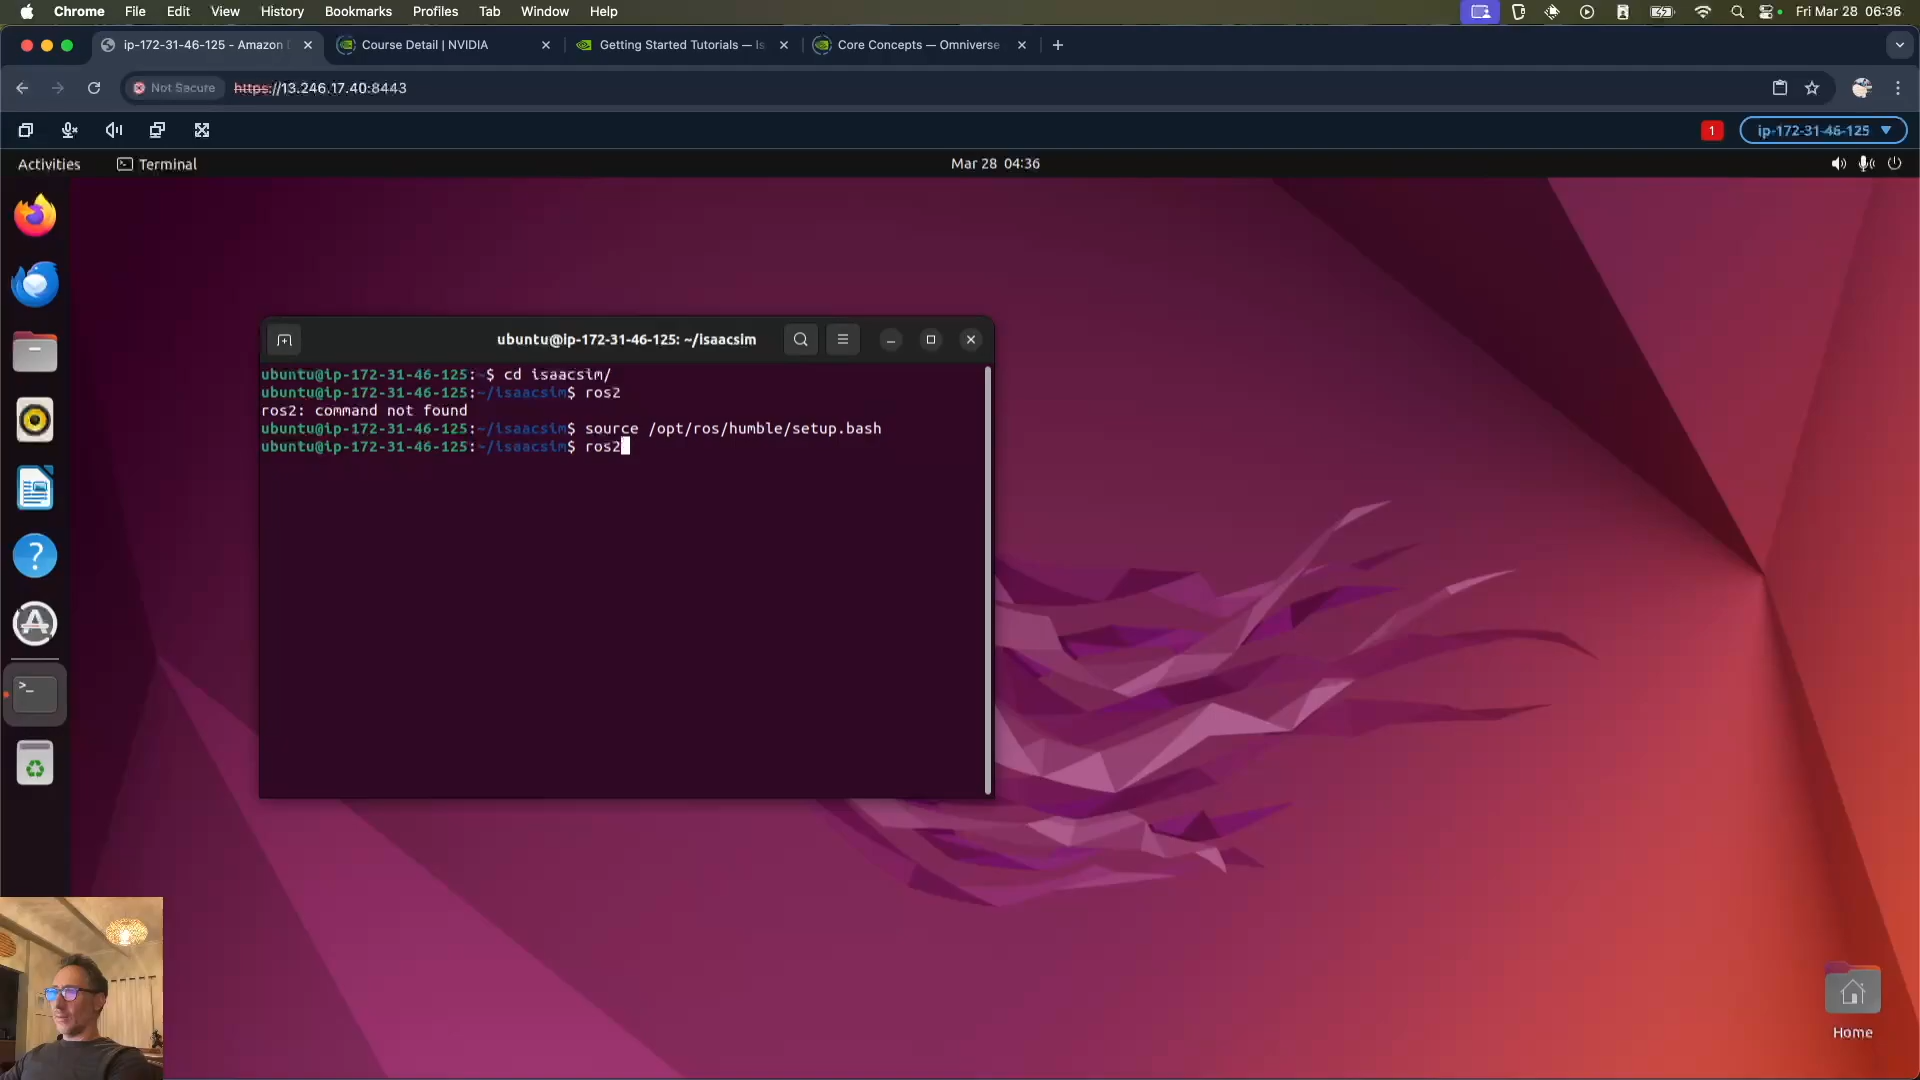 Chrome File Edit View History Bookmarks Profiles Tab Window Help Fri Mar 28 06:36
ip-172-31-46-125 - Amazon D Course Detail | NVIDIA Getting Started Tutorials — Is Core Concepts — Omniverse
Not Secure https://13.246.17.40:8443
1 ip-172-31-46-125
Activities Terminal Mar 28 04:36
ubuntu@ip-172-31-46-125: ~/isaacsim
ubuntu@ip-172-31-46-125:~$ cd isaacsim/
ubuntu@ip-172-31-46-125:~/isaacsim$ ros2
ros2: command not found
ubuntu@ip-172-31-46-125:~/isaacsim$ source /opt/ros/humble/setup.bash
ubuntu@ip-172-31-46-125:~/isaacsim$ ros2
Home